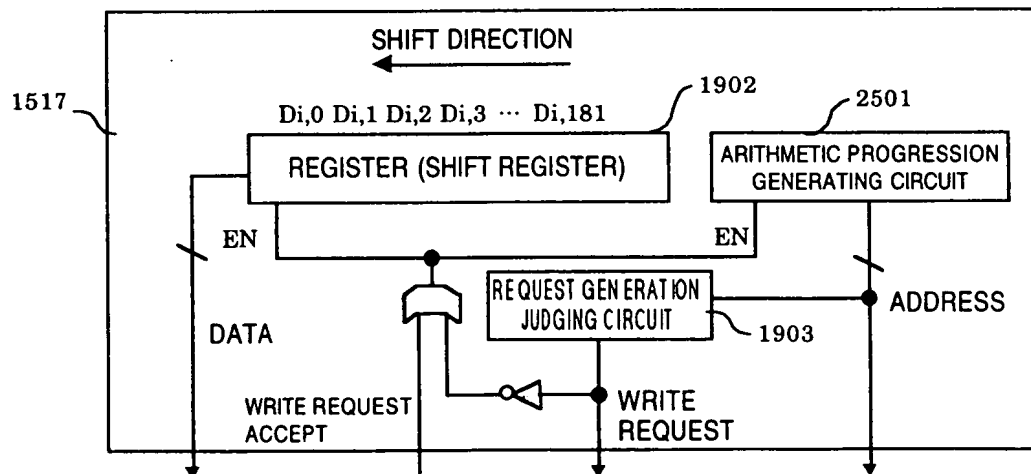 SHIFT DIRECTION
1517
1902
2501
Di,0 Di,1 Di,2 Di,3 ··· Di,181
REGISTER (SHIFT REGISTER)
ARITHMETIC PROGRESSION
GENERATING CIRCUIT
EN
EN
REQUEST GENERATION
JUDGING CIRCUIT
ADDRESS
DATA
1903
WRITE REQUEST
ACCEPT
WRITE
REQUEST